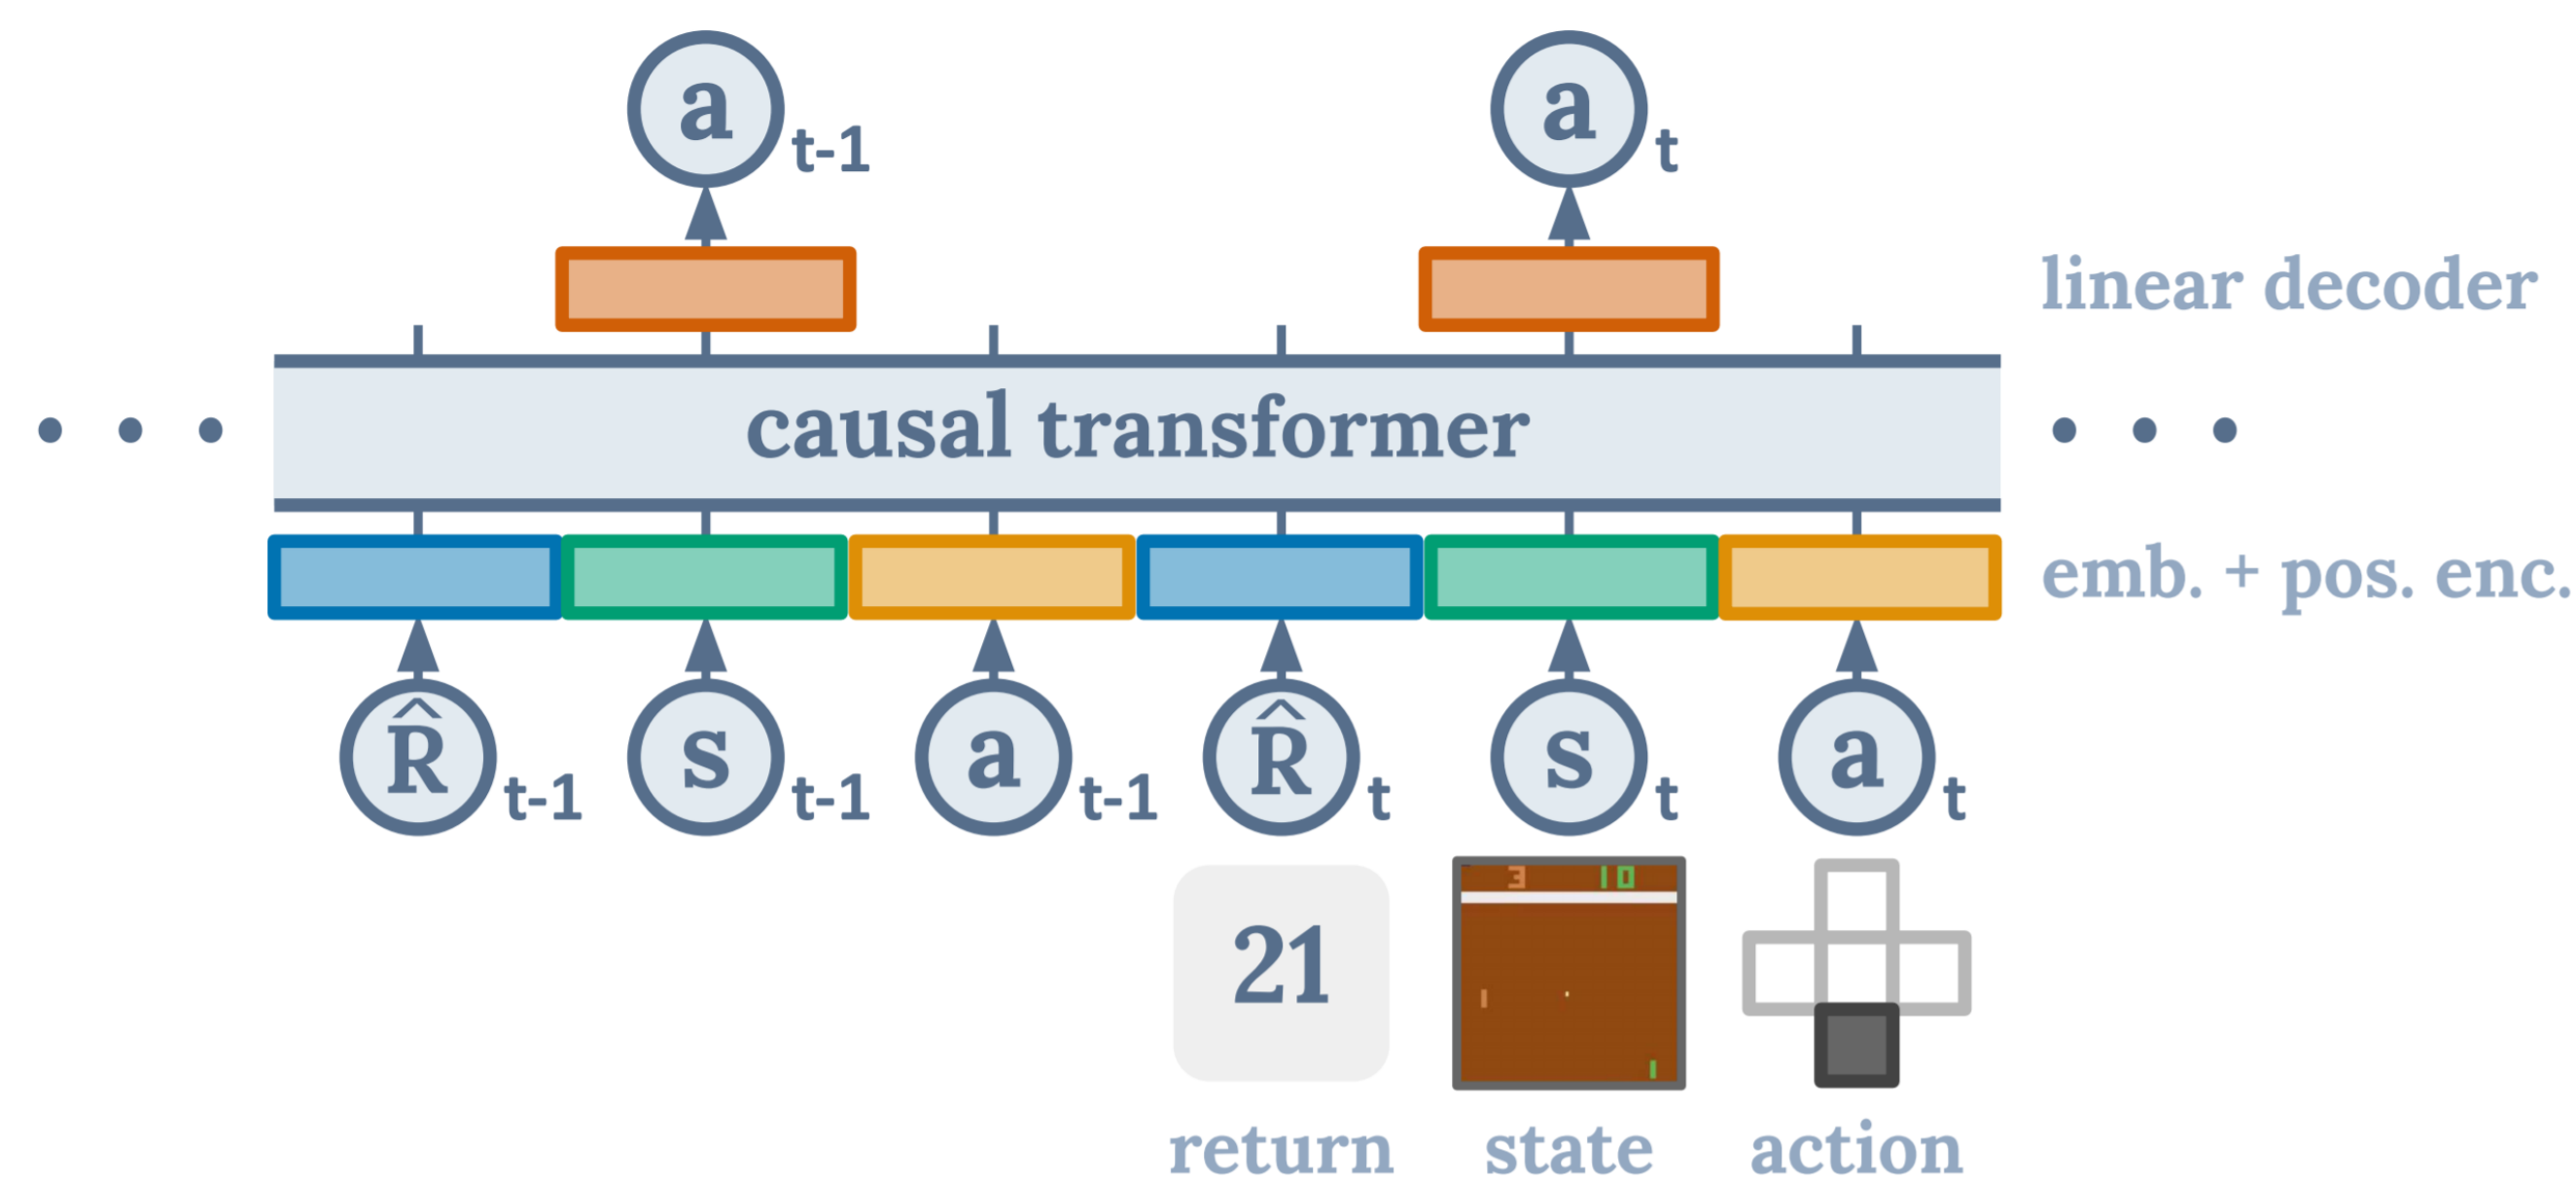 a t-1 a t
linear decoder
causal transformer
emb. + pos. enc.
R̂ t-1 s t-1 a t-1 R̂ t s t a t
3 10
21
return state action